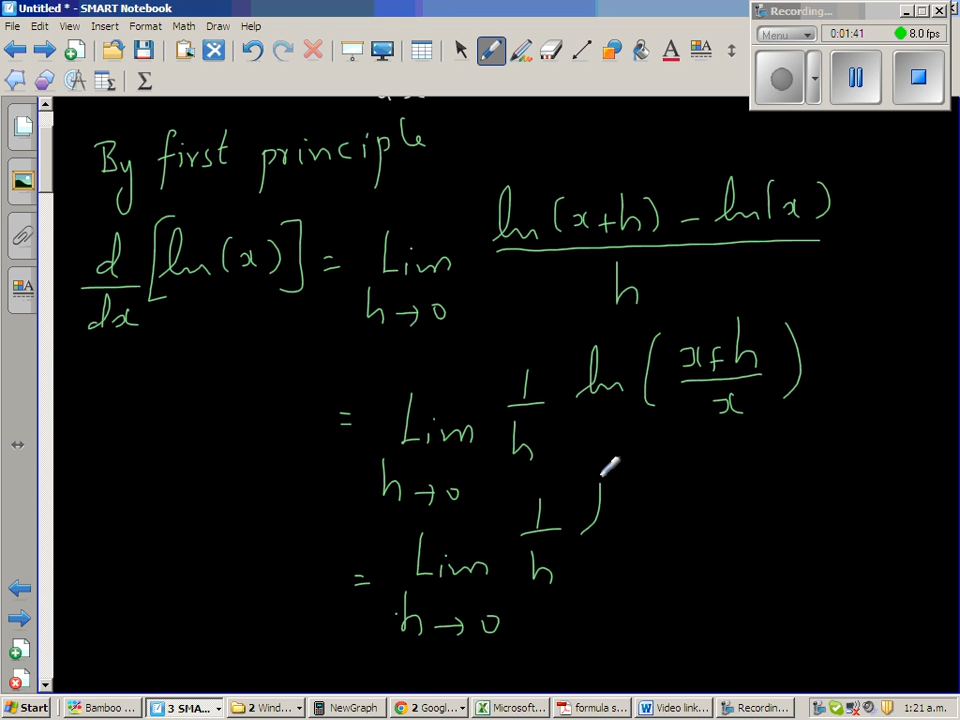 Untitled * - SMART Notebook
Recording...
File Edit View Insert Format Math Draw Help
Menu 0:01:41 8.0 fps
By first principle
d/dx [ln(x)] = Lim h→0 (ln(x+h) - ln(x))/h
= Lim h→0 1/h ln((x+h)/x)
= Lim h→0 1/h
Start Bamboo ... 3 SMA... 2 Wind... NewGraph 2 Googl... Microsoft... formula s... Video link... Recordin... 1:21 a.m.